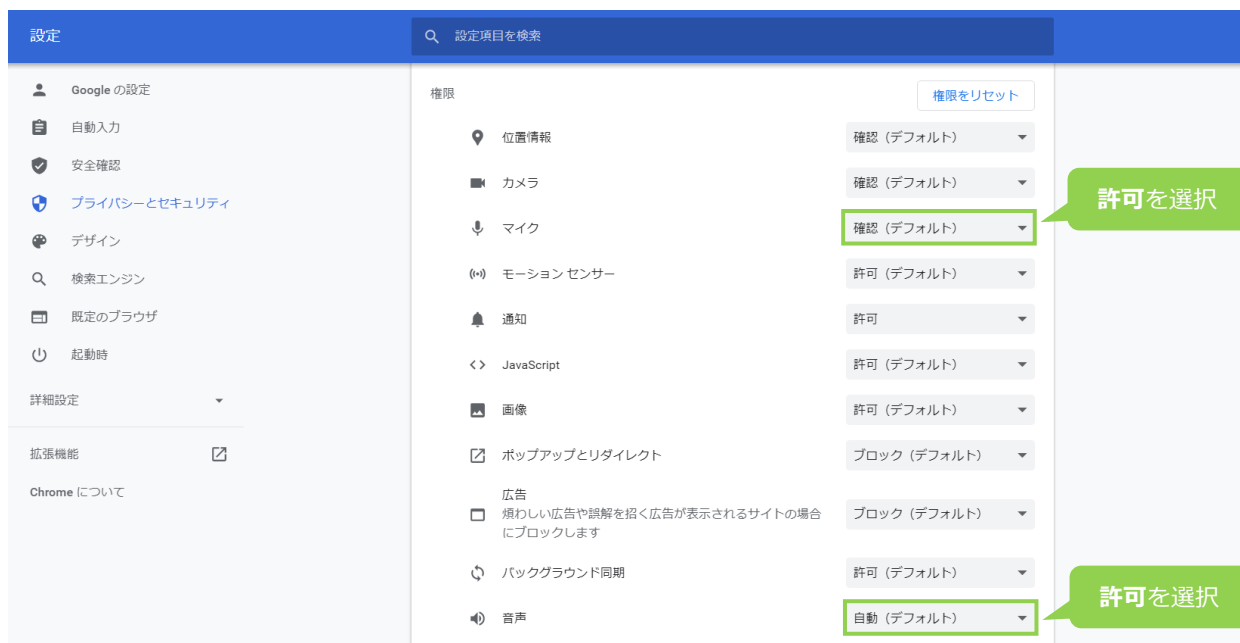 設定
設定項目を検索
Google の設定
自動入力
安全確認
プライバシーとセキュリティ
デザイン
検索エンジン
既定のブラウザ
起動時
詳細設定
拡張機能
Chrome について
権限
権限をリセット
位置情報
確認（デフォルト）
カメラ
確認（デフォルト）
マイク
確認（デフォルト）
許可を選択
モーション センサー
許可（デフォルト）
通知
許可
JavaScript
許可（デフォルト）
画像
許可（デフォルト）
ポップアップとリダイレクト
ブロック（デフォルト）
広告
煩わしい広告や誤解を招く広告が表示されるサイトの場合
にブロックします
ブロック（デフォルト）
バックグラウンド同期
許可（デフォルト）
音声
自動（デフォルト）
許可を選択